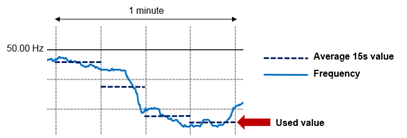 1 minute
50.00 Hz
Average 15s value
Frequency
Used value